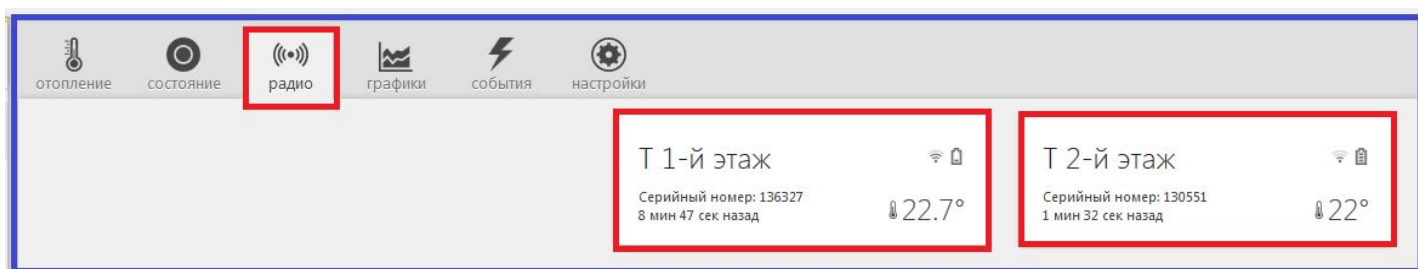 отопление состояние радио графики события настройки
Т 1-й этаж
Серийный номер: 136327
8 мин 47 сек назад
22.7°
Т 2-й этаж
Серийный номер: 130551
1 мин 32 сек назад
22°